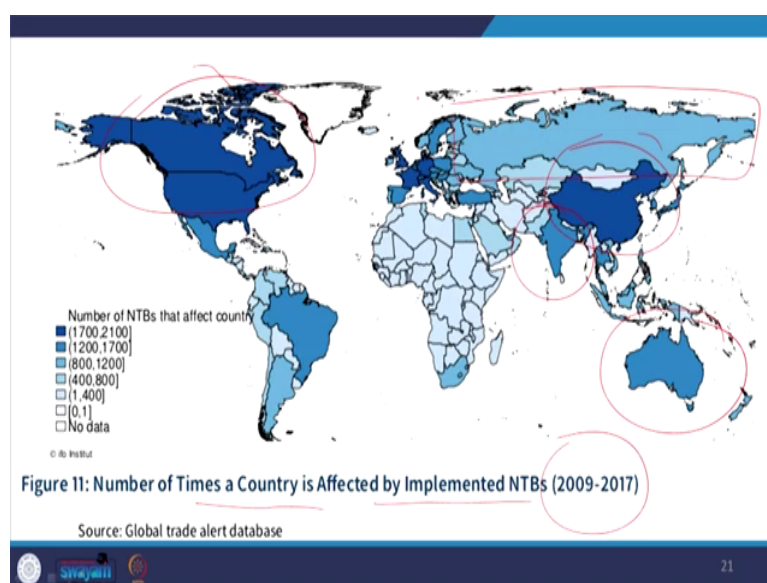 Number of NTBs that affect country
(1700,2100]
(1200,1700]
(800,1200]
(400,800]
(1,400]
[0,1]
No data
© ifo Institut
Figure 11: Number of Times a Country is Affected by Implemented NTBs (2009-2017)
Source: Global trade alert database
swayam
21